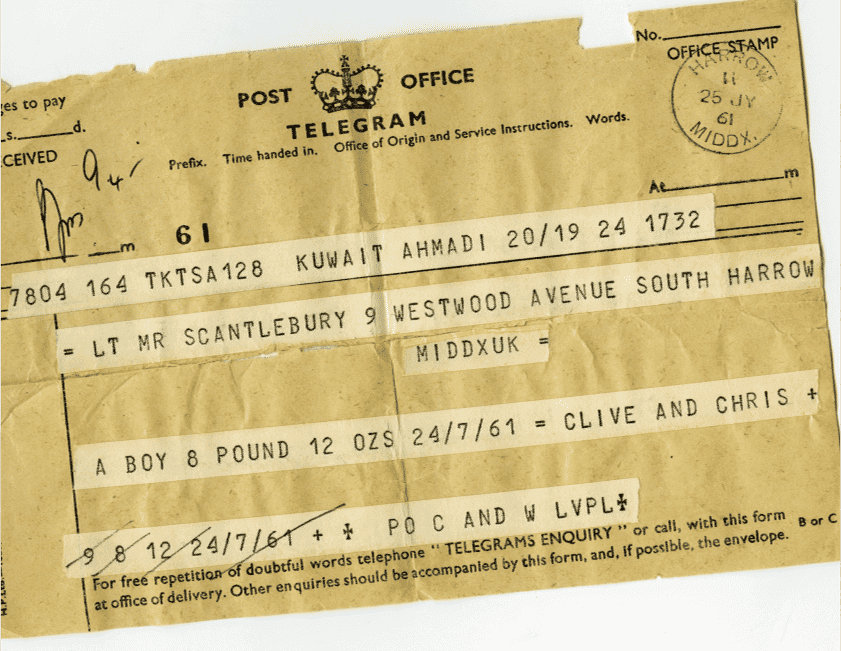 No.
OFFICE STAMP
HARROW
H
25 JY
61
MIDDX.
ges to pay
s. d.
CEIVED
POST OFFICE
TELEGRAM
Prefix. Time handed in. Office of Origin and Service Instructions. Words.
At m
m
61
7804 164 TKTSA128 KUWAIT AHMADI 20/19 24 1732
= LT MR SCANTLEBURY 9 WESTWOOD AVENUE SOUTH HARROW
MIDDXUK =
A BOY 8 POUND 12 OZS 24/7/61 = CLIVE AND CHRIS +
9 8 12 24/7/61 + ✠ PO C AND W LVPL✠
For free repetition of doubtful words telephone " TELEGRAMS ENQUIRY " or call, with this form
at office of delivery. Other enquiries should be accompanied by this form, and, if possible, the envelope.
B or C